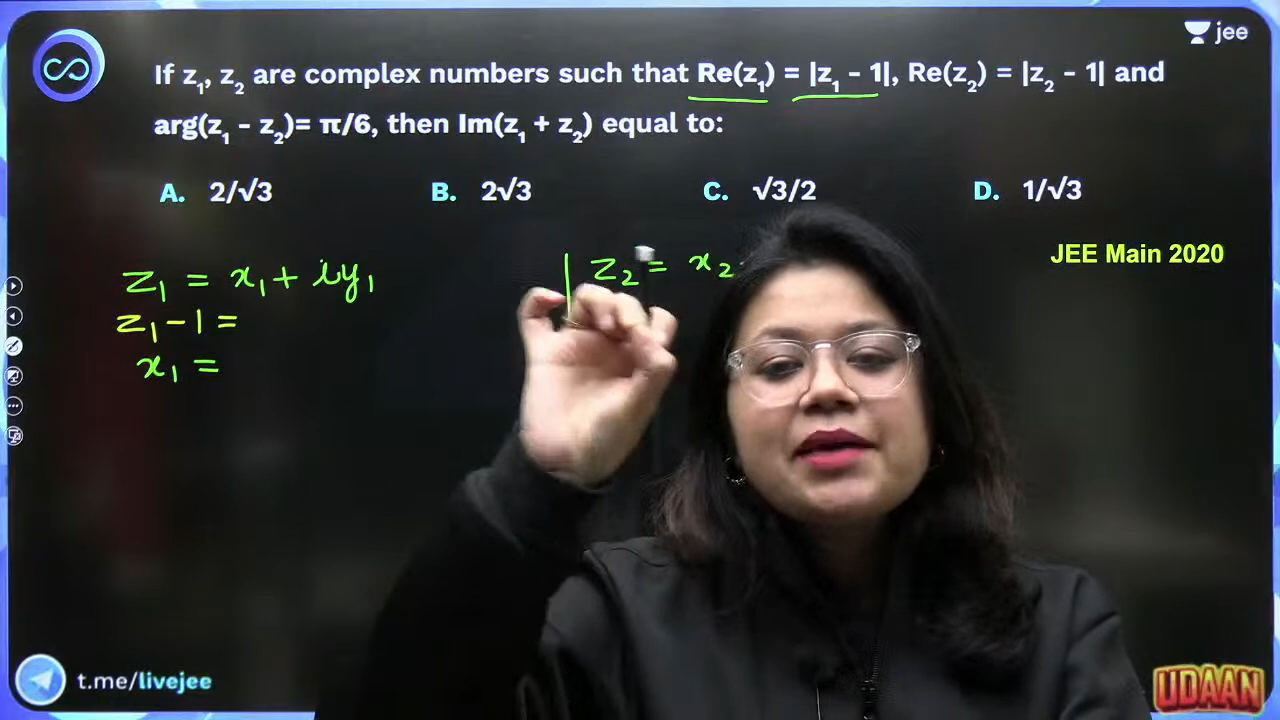 jee
If z₁, z₂ are complex numbers such that Re(z₁) = |z₁ - 1|, Re(z₂) = |z₂ - 1| and
arg(z₁ - z₂)= π/6, then Im(z₁ + z₂) equal to:
A. 2/√3 B. 2√3 C. √3/2 D. 1/√3
JEE Main 2020
z₁ = x₁ + iy₁
z₂ = x₂
z₁ - 1 =
x₁ =
t.me/livejee
UDAAN